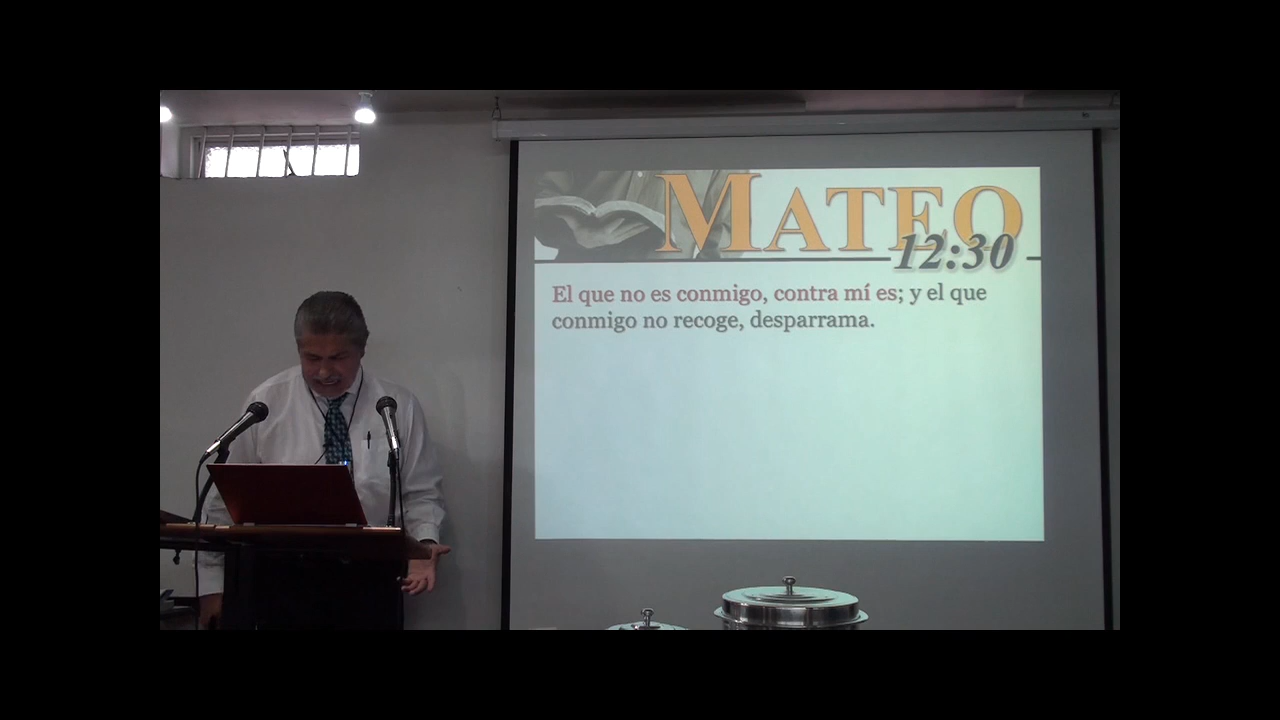 MATEO
12:30
El que no es conmigo, contra mí es; y el que
conmigo no recoge, desparrama.